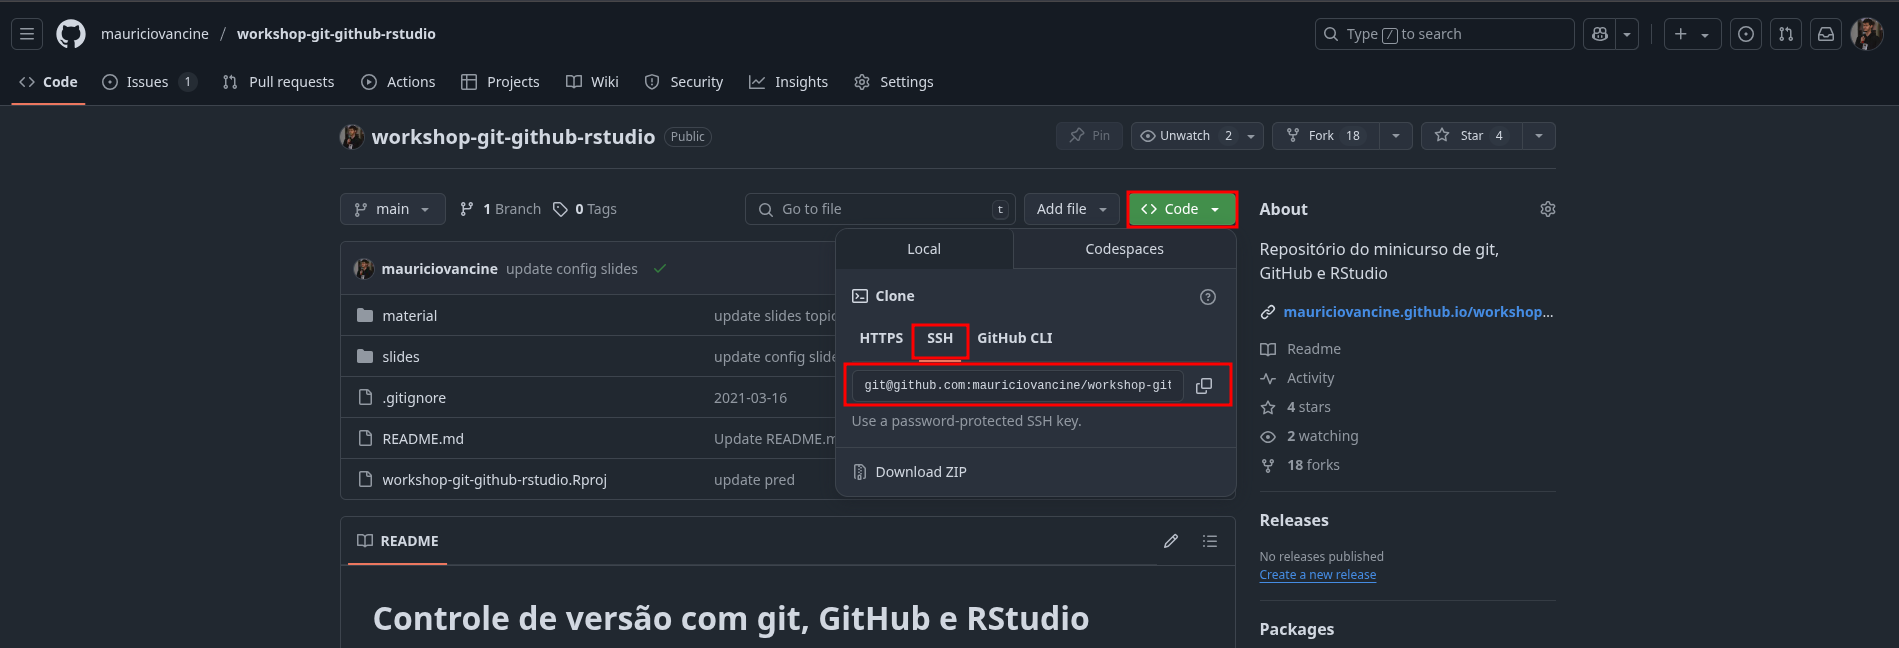 mauriciovancine / workshop-git-github-rstudio
Type / to search
Code
Issues 1
Pull requests
Actions
Projects
Wiki
Security
Insights
Settings
workshop-git-github-rstudio Public
Pin
Unwatch 2
Fork 18
Star 4
main
1 Branch
0 Tags
Go to file t
Add file
Code
Local
Codespaces
Clone
HTTPS
SSH
GitHub CLI
git@github.com:mauriciovancine/workshop-git
Use a password-protected SSH key.
Download ZIP
mauriciovancine update config slides
material update slides topic
slides update config slide
.gitignore 2021-03-16
README.md Update README.m
workshop-git-github-rstudio.Rproj update pred
README
Controle de versão com git, GitHub e RStudio
About
Repositório do minicurso de git,
GitHub e RStudio
mauriciovancine.github.io/workshop...
Readme
Activity
4 stars
2 watching
18 forks
Releases
No releases published
Create a new release
Packages